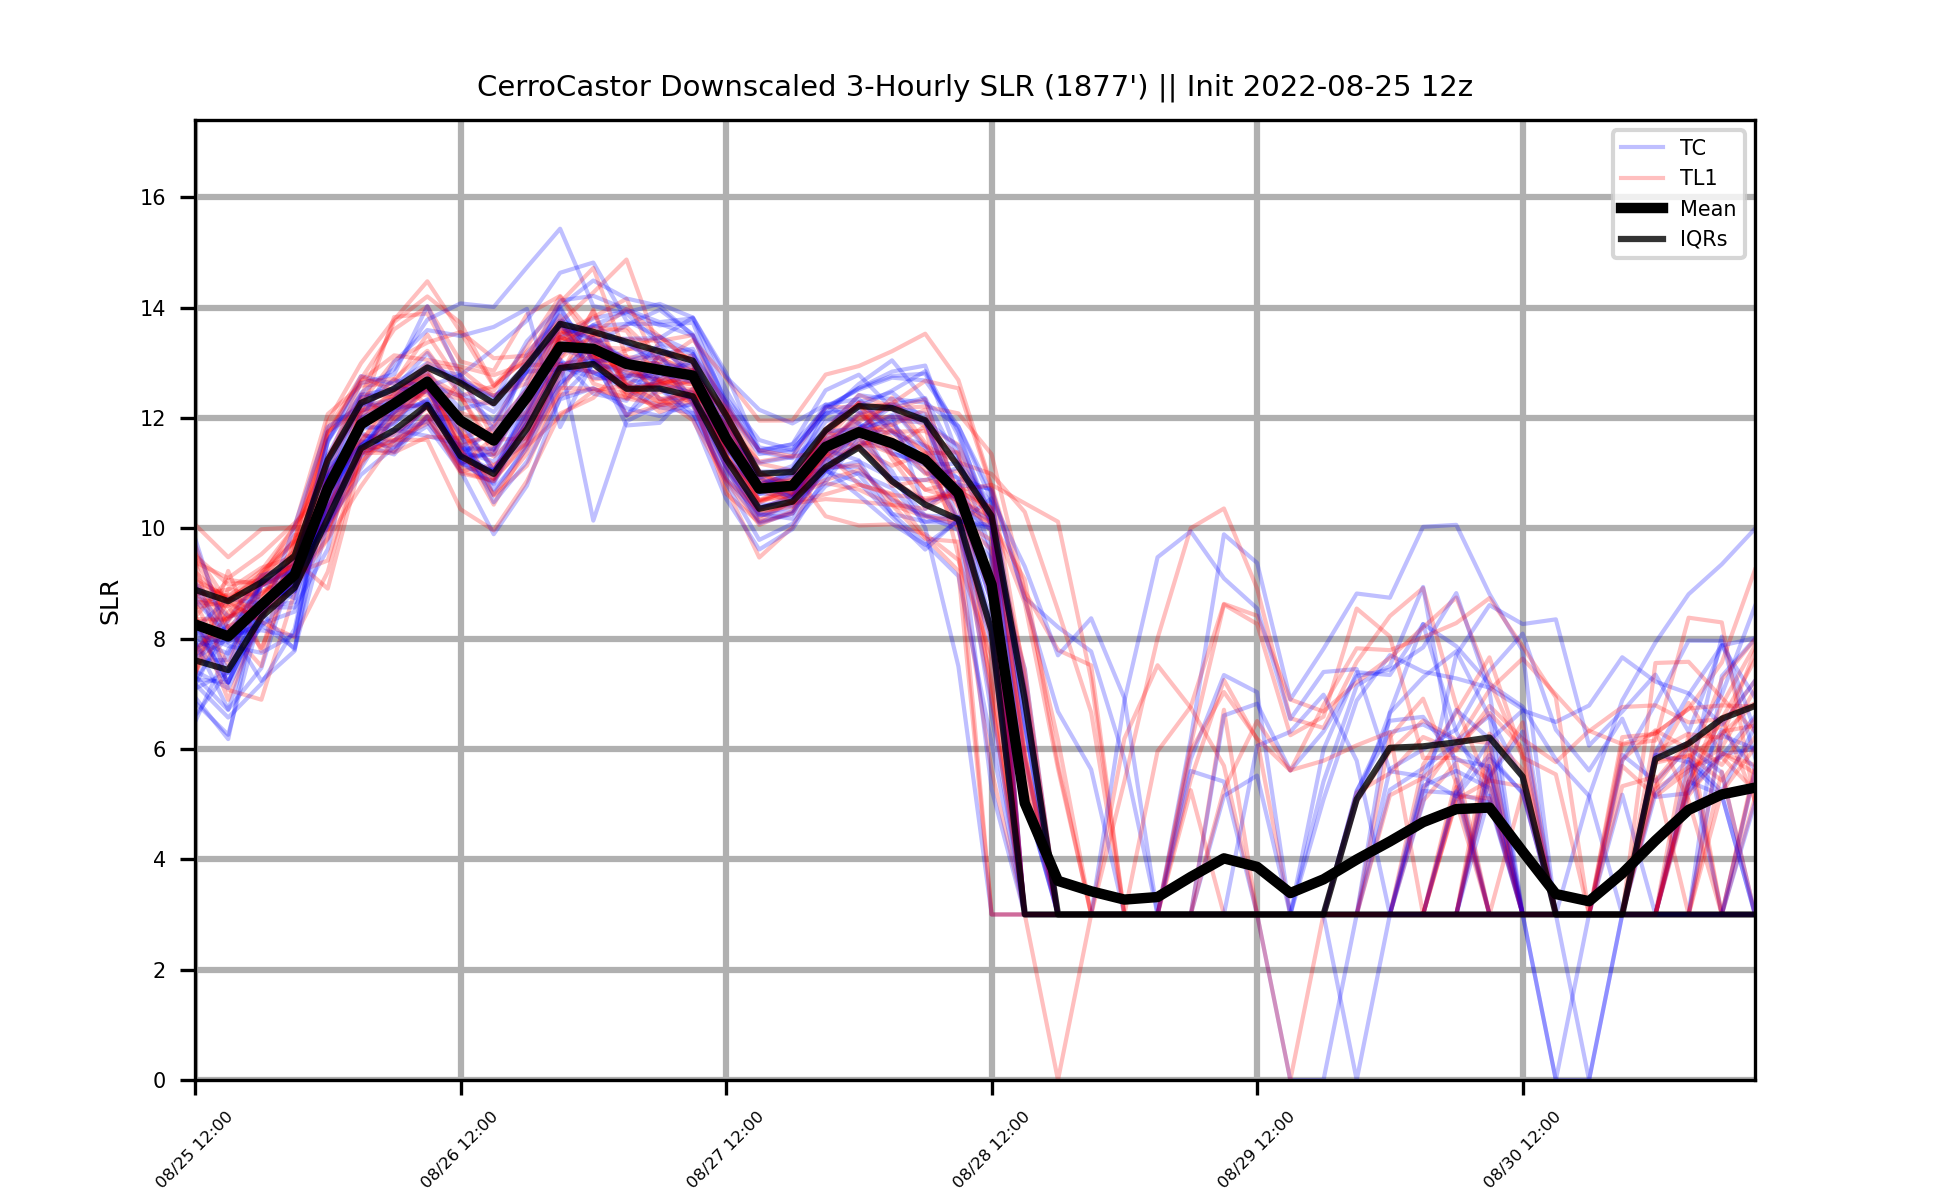 CerroCastor Downscaled 3-Hourly SLR (1877') || Init 2022-08-25 12z
TC
TL1
Mean
IQRs
SLR
16
14
12
10
8
6
4
2
0
08/25 12:00
08/26 12:00
08/27 12:00
08/28 12:00
08/29 12:00
08/30 12:00